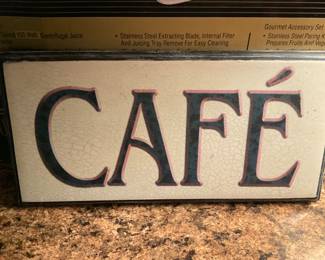 Gourmet Accessory Set
• Stainless Steel Extracting Blade, Internal Filter
• Stainless Steel Paring K
And Juicing Tray Remove For Easy Cleaning
Prepares Fruits And Veg
CAFÉ